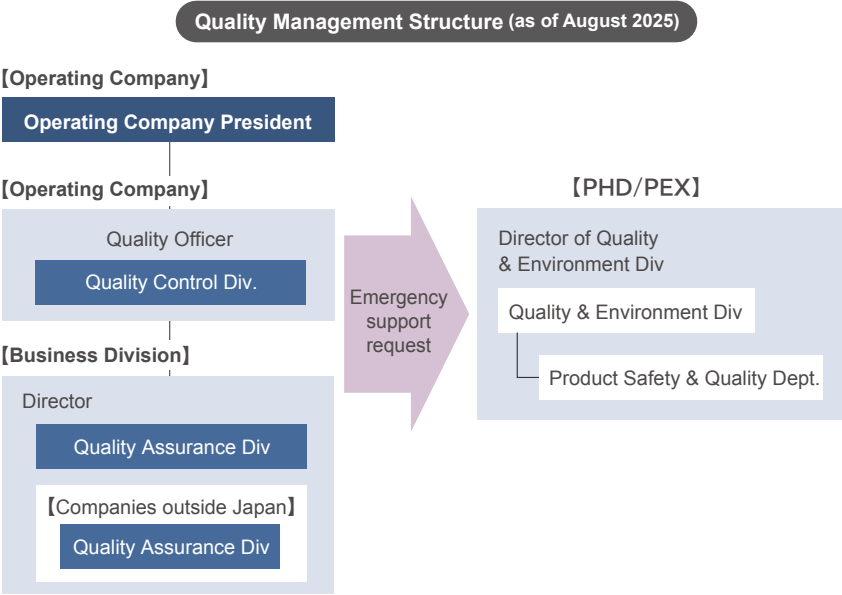 Quality Management Structure (as of August 2025)
【Operating Company】
Operating Company President
【Operating Company】
Quality Officer
Quality Control Div.
【Business Division】
Director
Quality Assurance Div
【Companies outside Japan】
Quality Assurance Div
Emergency
support
request
【PHD/PEX】
Director of Quality
& Environment Div
Quality & Environment Div
Product Safety & Quality Dept.